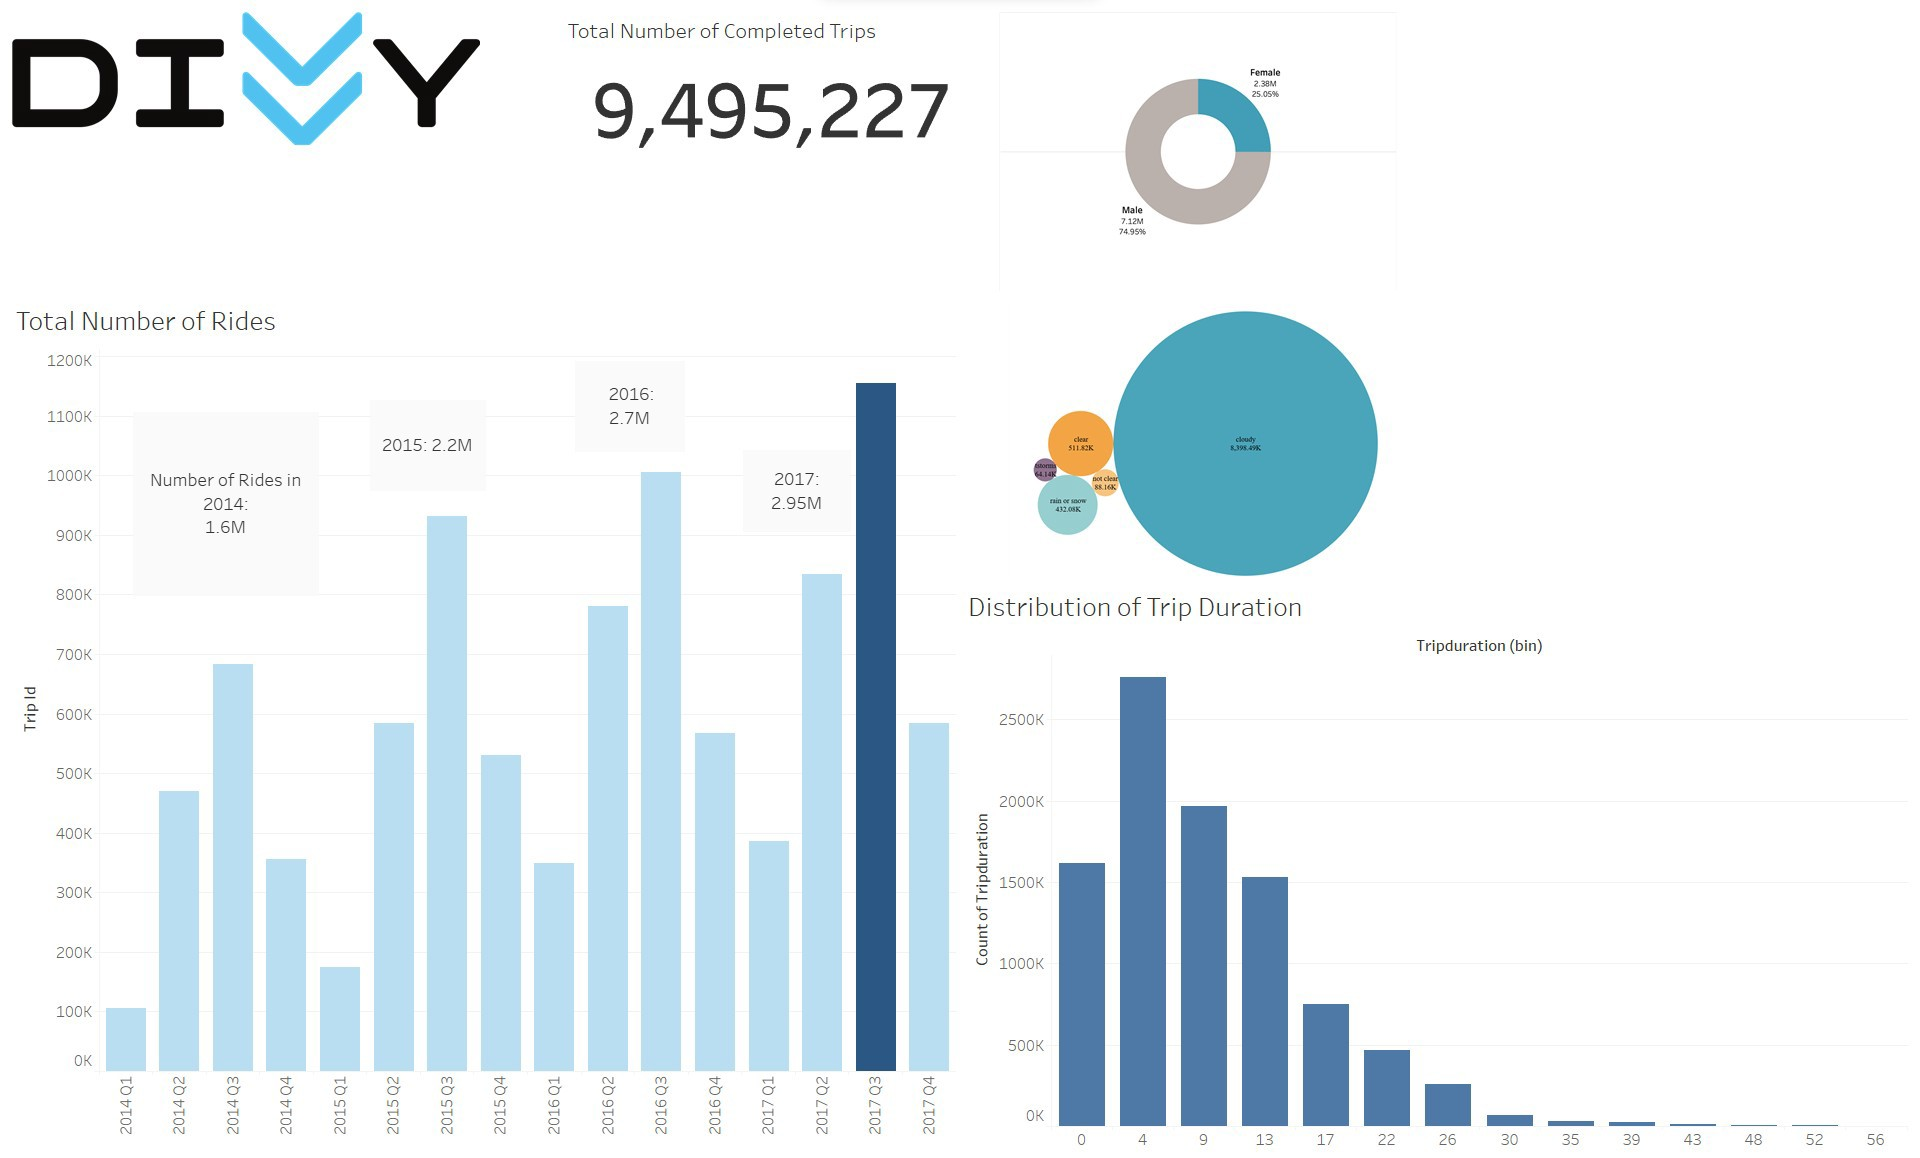 DIVVY
Total Number of Completed Trips
9,495,227
Female
2.38M
25.05%
Male
7.12M
74.95%
Total Number of Rides
Trip Id
1200K
1100K
1000K
900K
800K
700K
600K
500K
400K
300K
200K
100K
0K
Number of Rides in
2014:
1.6M
2015: 2.2M
2016:
2.7M
2017:
2.95M
2014 Q1
2014 Q2
2014 Q3
2014 Q4
2015 Q1
2015 Q2
2015 Q3
2015 Q4
2016 Q1
2016 Q2
2016 Q3
2016 Q4
2017 Q1
2017 Q2
2017 Q3
2017 Q4
clear
511.82K
cloudy
8,398.49K
64.14K
not clear
88.16K
rain or snow
432.08K
Distribution of Trip Duration
Tripduration (bin)
Count of Tripduration
2500K
2000K
1500K
1000K
500K
0K
0
4
9
13
17
22
26
30
35
39
43
48
52
56